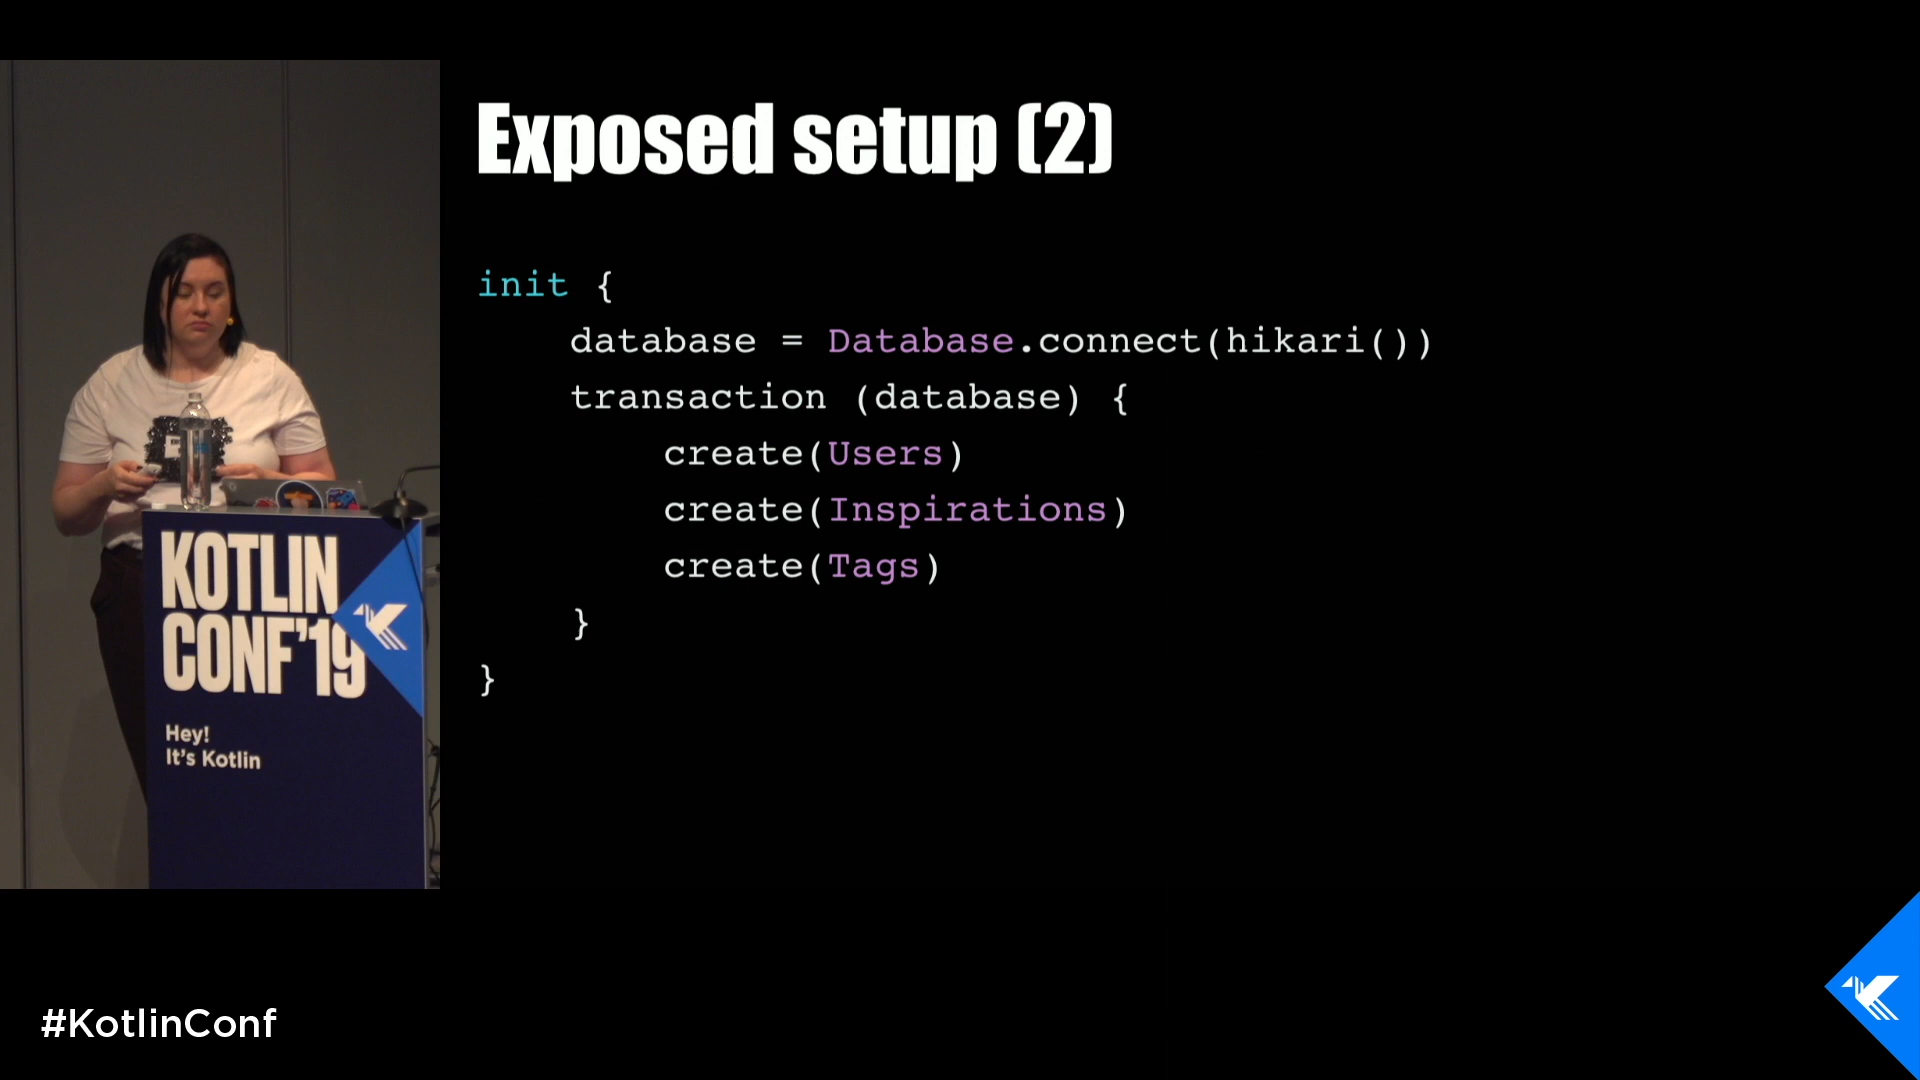 Exposed setup (2)
init {
    database = Database.connect(hikari())
    transaction (database) {
        create(Users)
        create(Inspirations)
        create(Tags)
    }
}
KOTLIN
CONF'19
Hey!
It's Kotlin
#KotlinConf